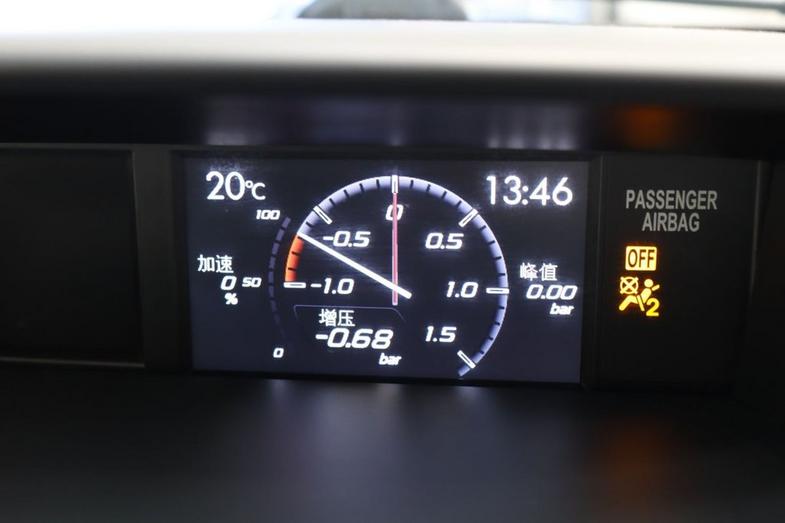 20°C
13:46
100
0
-0.5
0.5
加速
0 50
%
-1.0
1.0
峰值
0.00
bar
增压
-0.68
bar
1.5
0
PASSENGER
AIRBAG
OFF
2